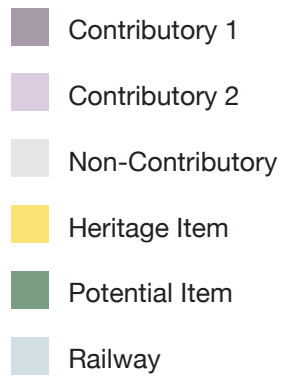 Contributory 1
Contributory 2
Non-Contributory
Heritage Item
Potential Item
Railway